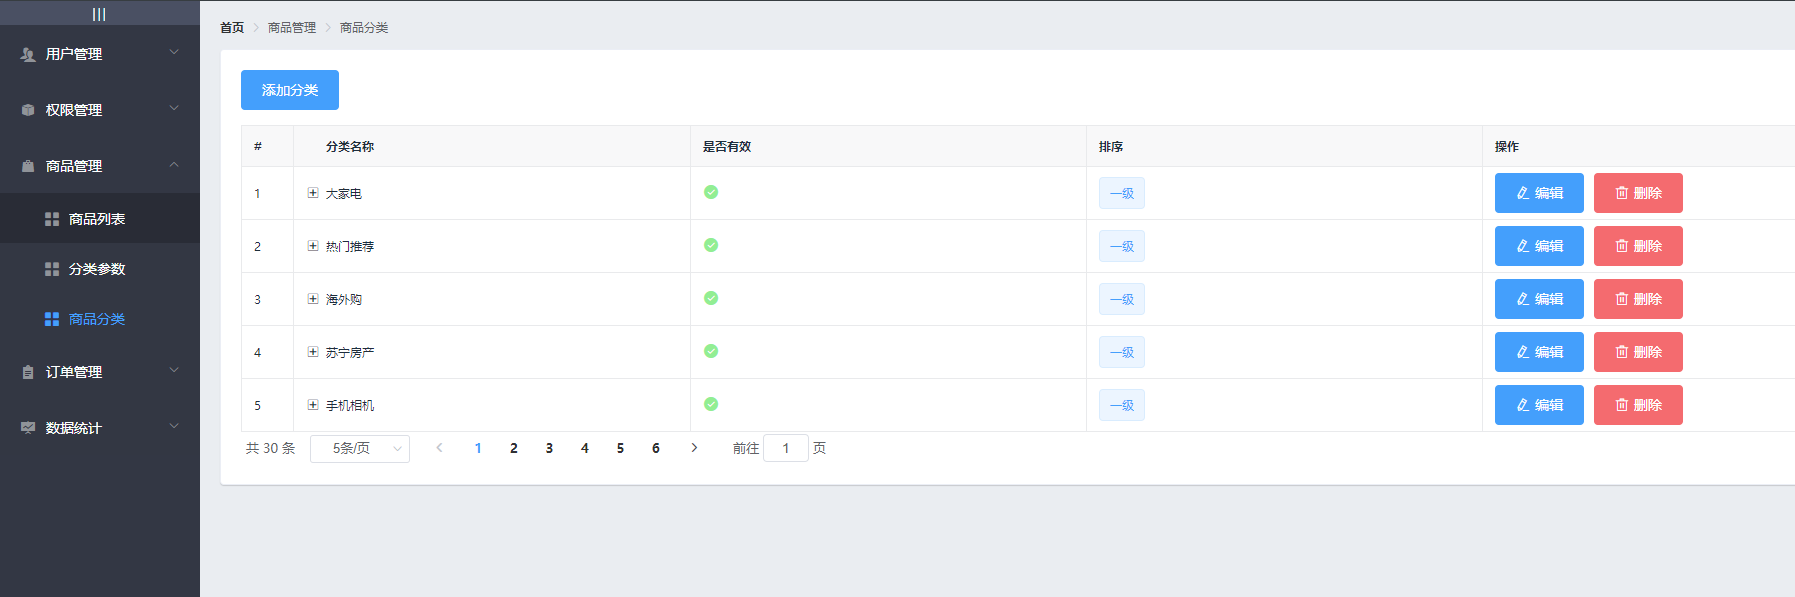 |||
用户管理
权限管理
商品管理
商品列表
分类参数
商品分类
订单管理
数据统计
首页 > 商品管理 > 商品分类
添加分类
# 分类名称 是否有效 排序 操作
1 大家电 一级 编辑 删除
2 热门推荐 一级 编辑 删除
3 海外购 一级 编辑 删除
4 苏宁房产 一级 编辑 删除
5 手机相机 一级 编辑 删除
共 30 条 5条/页 < 1 2 3 4 5 6 > 前往 1 页